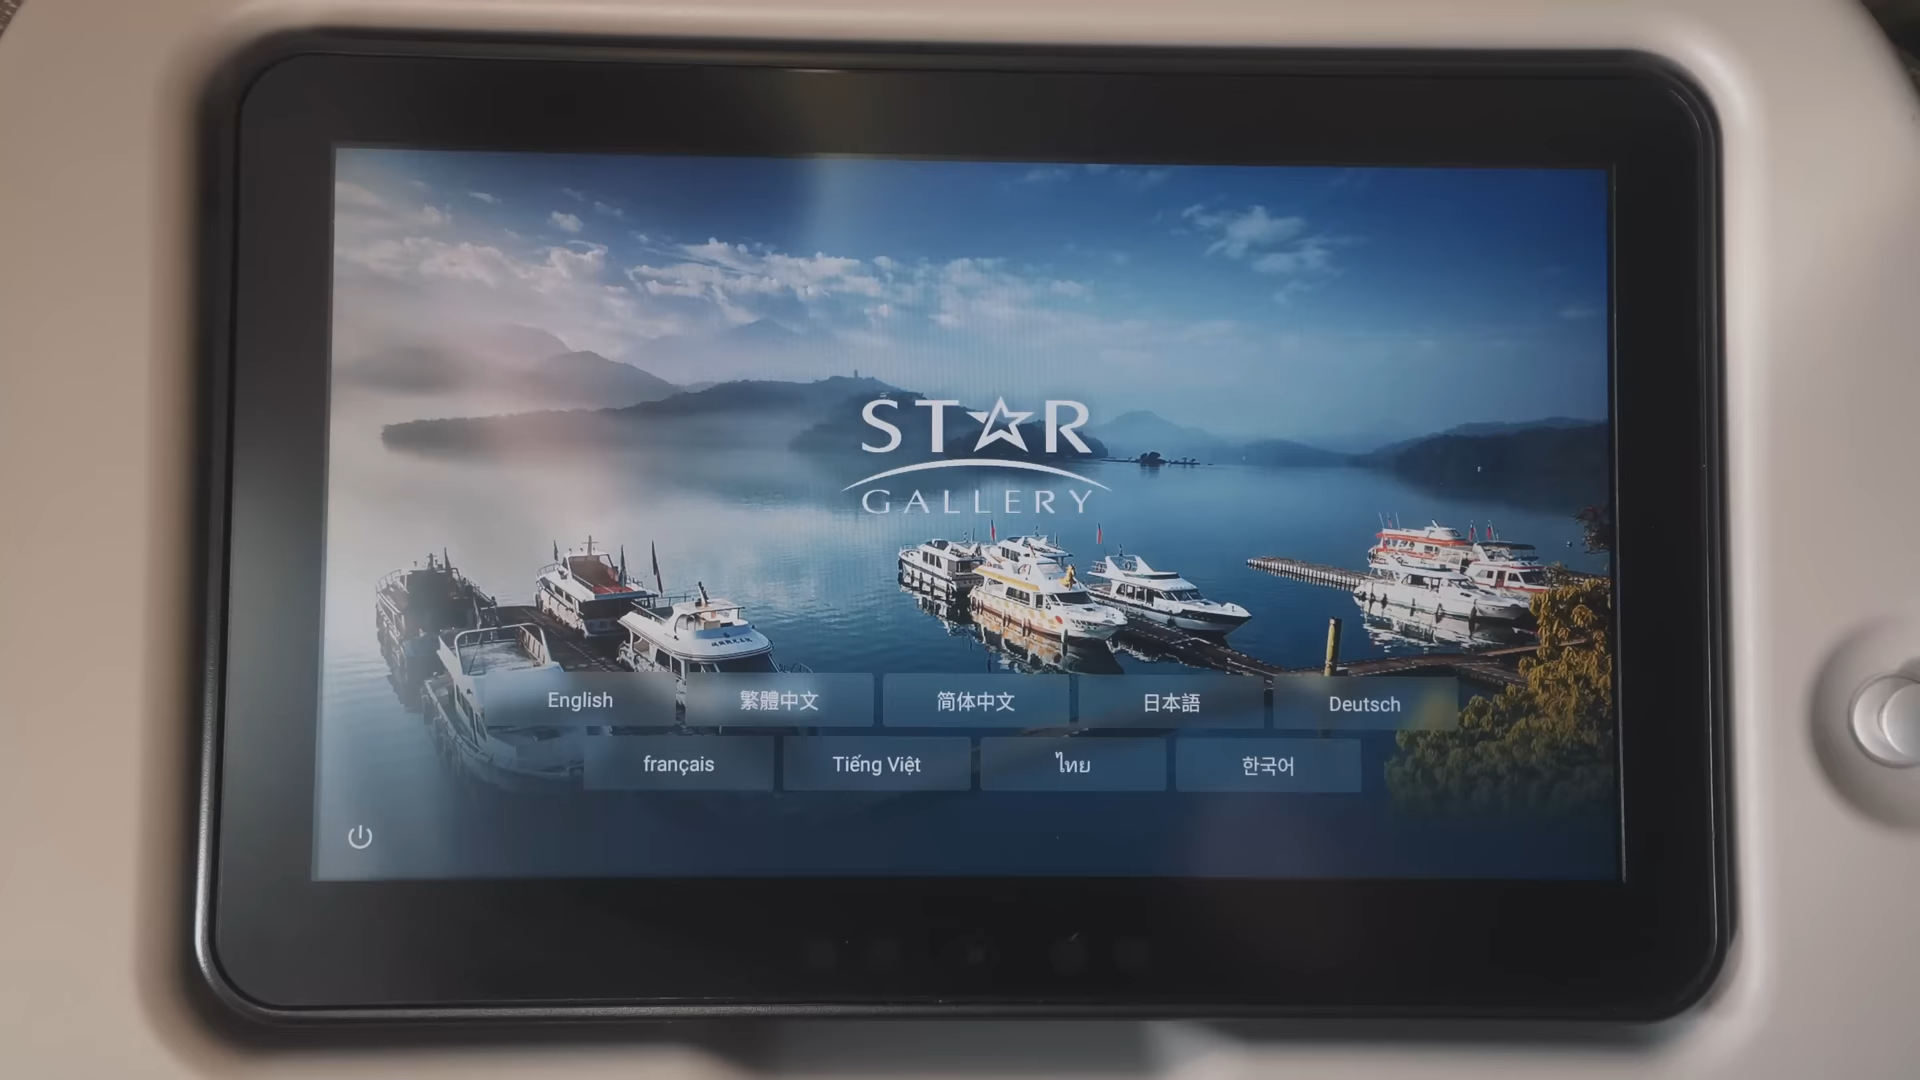 STAR
GALLERY
English
繁體中文
简体中文
日本語
Deutsch
français
Tiếng Việt
ไทย
한국어